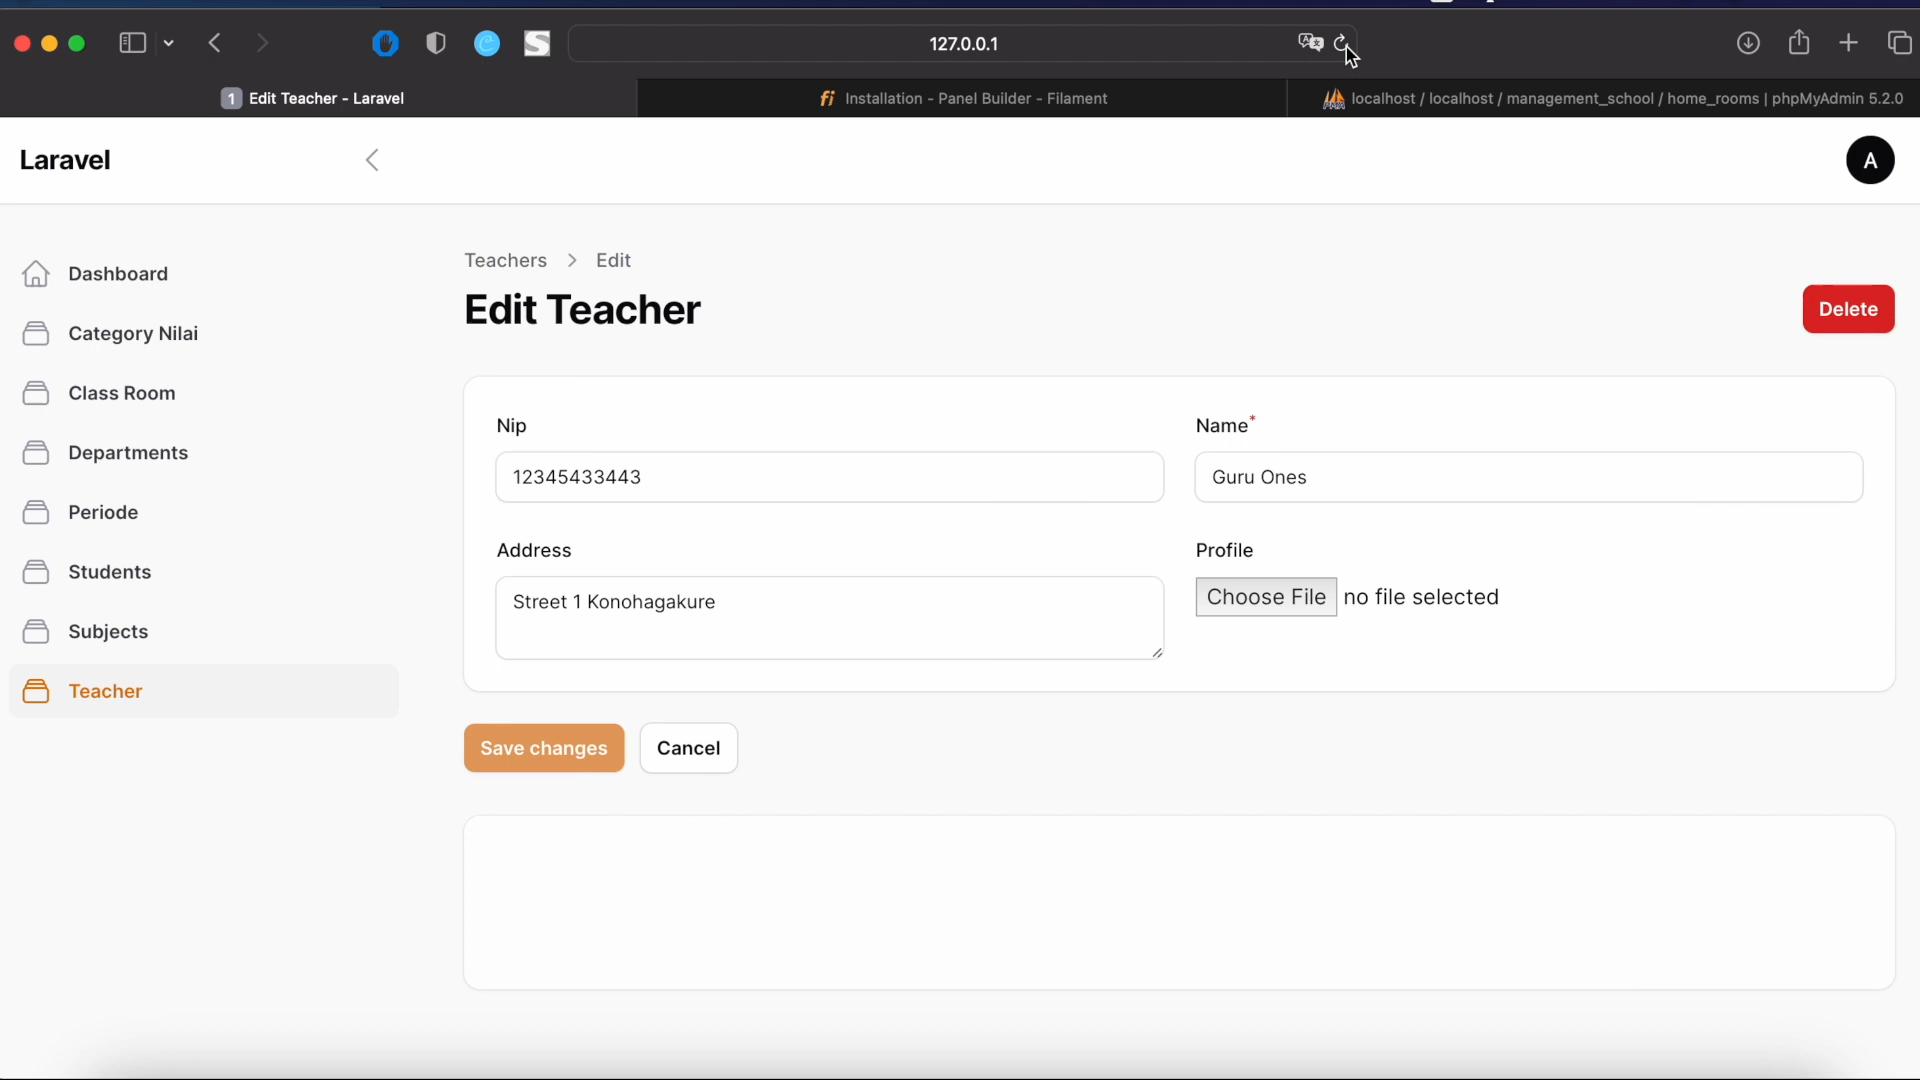 127.0.0.1
1 Edit Teacher - Laravel
fi Installation - Panel Builder - Filament
localhost / localhost / management_school / home_rooms | phpMyAdmin 5.2.0
Laravel
A
Dashboard
Category Nilai
Class Room
Departments
Periode
Students
Subjects
Teacher
Teachers > Edit
Edit Teacher
Delete
Nip
Name*
12345433443
Guru Ones
Address
Profile
Street 1 Konohagakure
Choose File no file selected
Save changes
Cancel